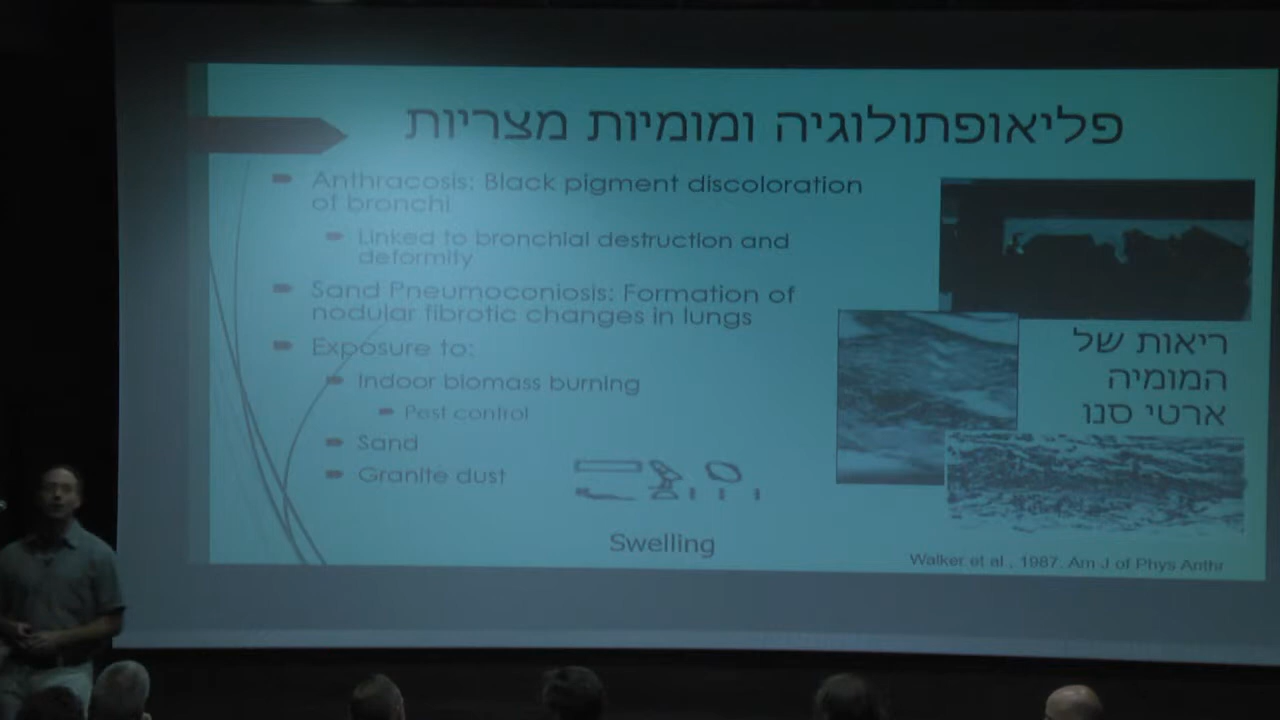 פליאופתולוגיה ומומיות מצריות
Anthracosis: Black pigment discoloration
of bronchi
Linked to bronchial destruction and
deformity
Sand Pneumoconiosis: Formation of
nodular fibrotic changes in lungs
Exposure to:
Indoor biomass burning
Pest control
Sand
Granite dust
Swelling
ריאות של
המומיה
ארטי סנו
Walker et al., 1987. Am J of Phys Anthr